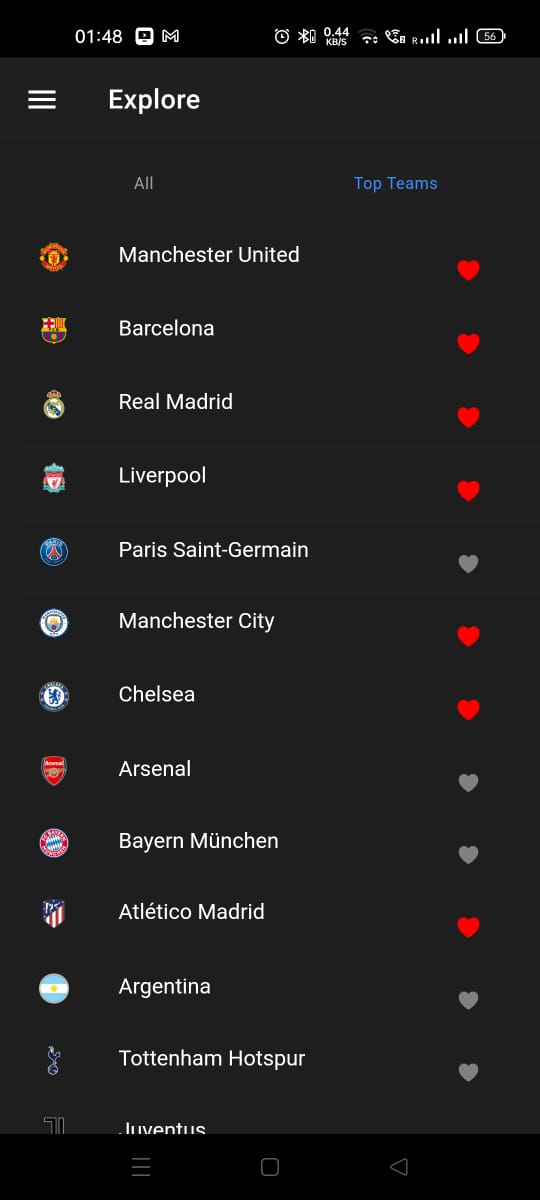 01:48 0.44 KB/S R 56
Explore
All Top Teams
Manchester United
Barcelona
Real Madrid
Liverpool
Paris Saint-Germain
Manchester City
Chelsea
Arsenal
Bayern München
Atlético Madrid
Argentina
Tottenham Hotspur
Juventus